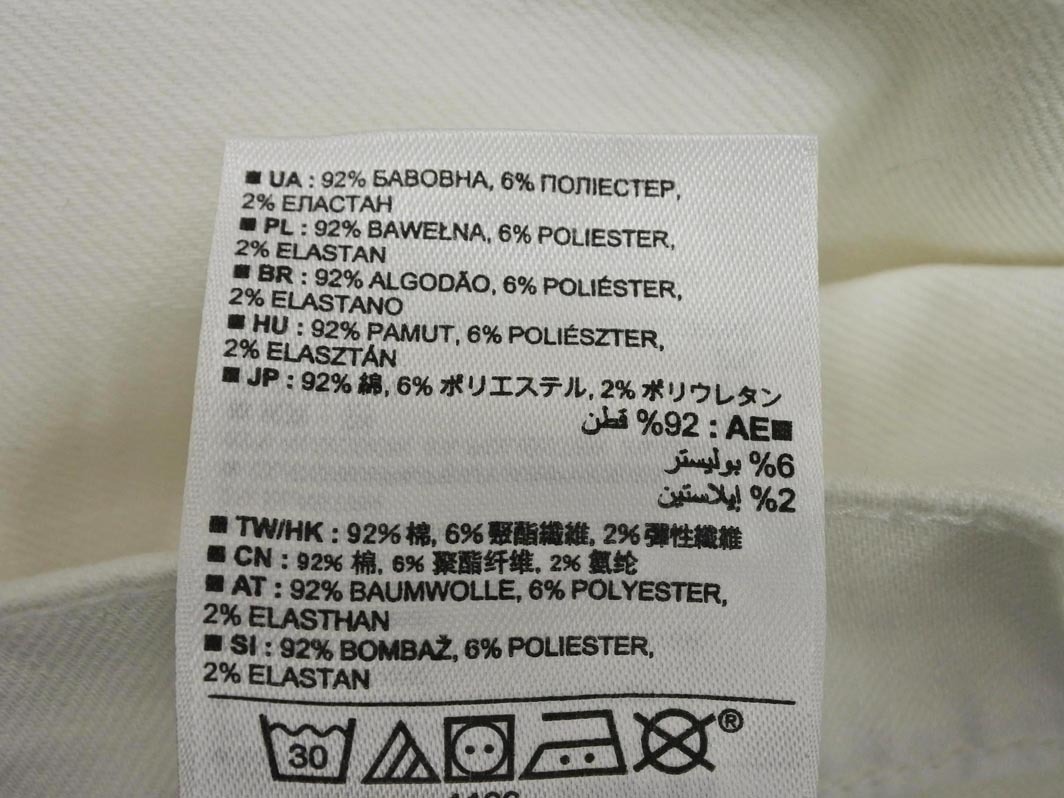 ■ UA : 92% БАВОВНА, 6% ПОЛІЕСТЕР,
2% ЕЛАСТАН
■ PL : 92% BAWEŁNA, 6% POLIESTER,
2% ELASTAN
■ BR : 92% ALGODÃO, 6% POLIÉSTER,
2% ELASTANO
■ HU : 92% PAMUT, 6% POLIÉSZTER,
2% ELASZTÁN
■ JP : 92% 綿, 6% ポリエステル, 2% ポリウレタン
■AE : 92% قطن
6% بوليستر
2% إيلاستين
■ TW/HK : 92% 棉, 6% 聚酯纖維, 2% 彈性纖維
■ CN : 92% 棉, 6% 聚酯纤维, 2% 氨纶
■ AT : 92% BAUMWOLLE, 6% POLYESTER,
2% ELASTHAN
■ SI : 92% BOMBAŽ, 6% POLIESTER,
2% ELASTAN
30 ®